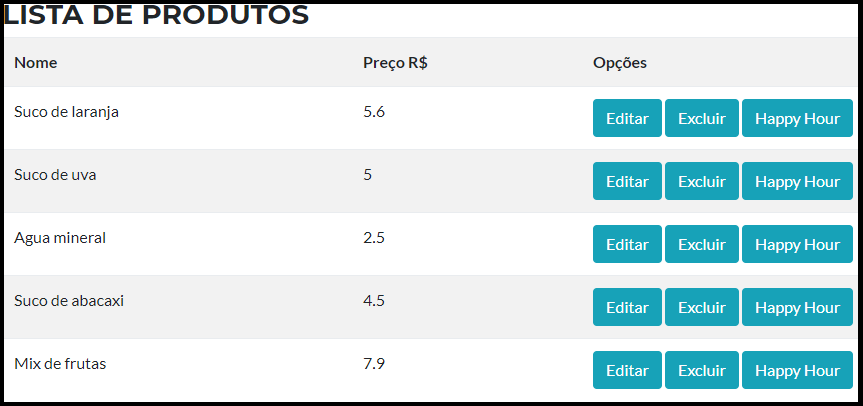 LISTA DE PRODUTOS
Nome Preço R$ Opções
Suco de laranja 5.6 Editar Excluir Happy Hour
Suco de uva 5 Editar Excluir Happy Hour
Agua mineral 2.5 Editar Excluir Happy Hour
Suco de abacaxi 4.5 Editar Excluir Happy Hour
Mix de frutas 7.9 Editar Excluir Happy Hour